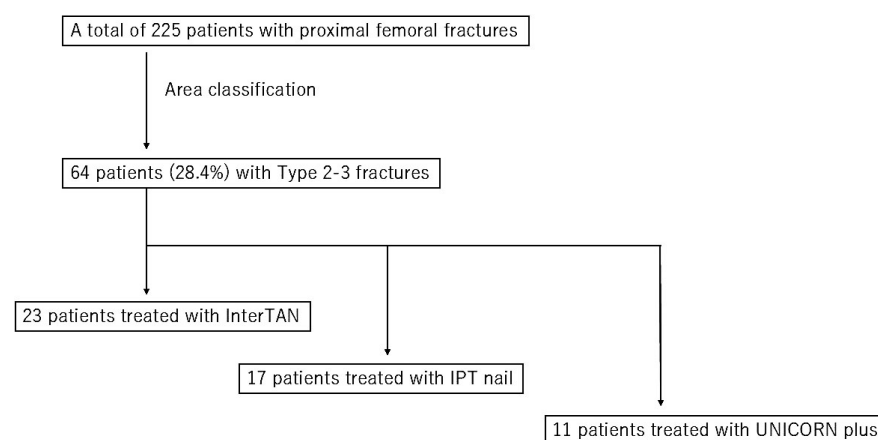 A total of 225 patients with proximal femoral fractures
Area classification
64 patients (28.4%) with Type 2-3 fractures
23 patients treated with InterTAN
17 patients treated with IPT nail
11 patients treated with UNICORN plus